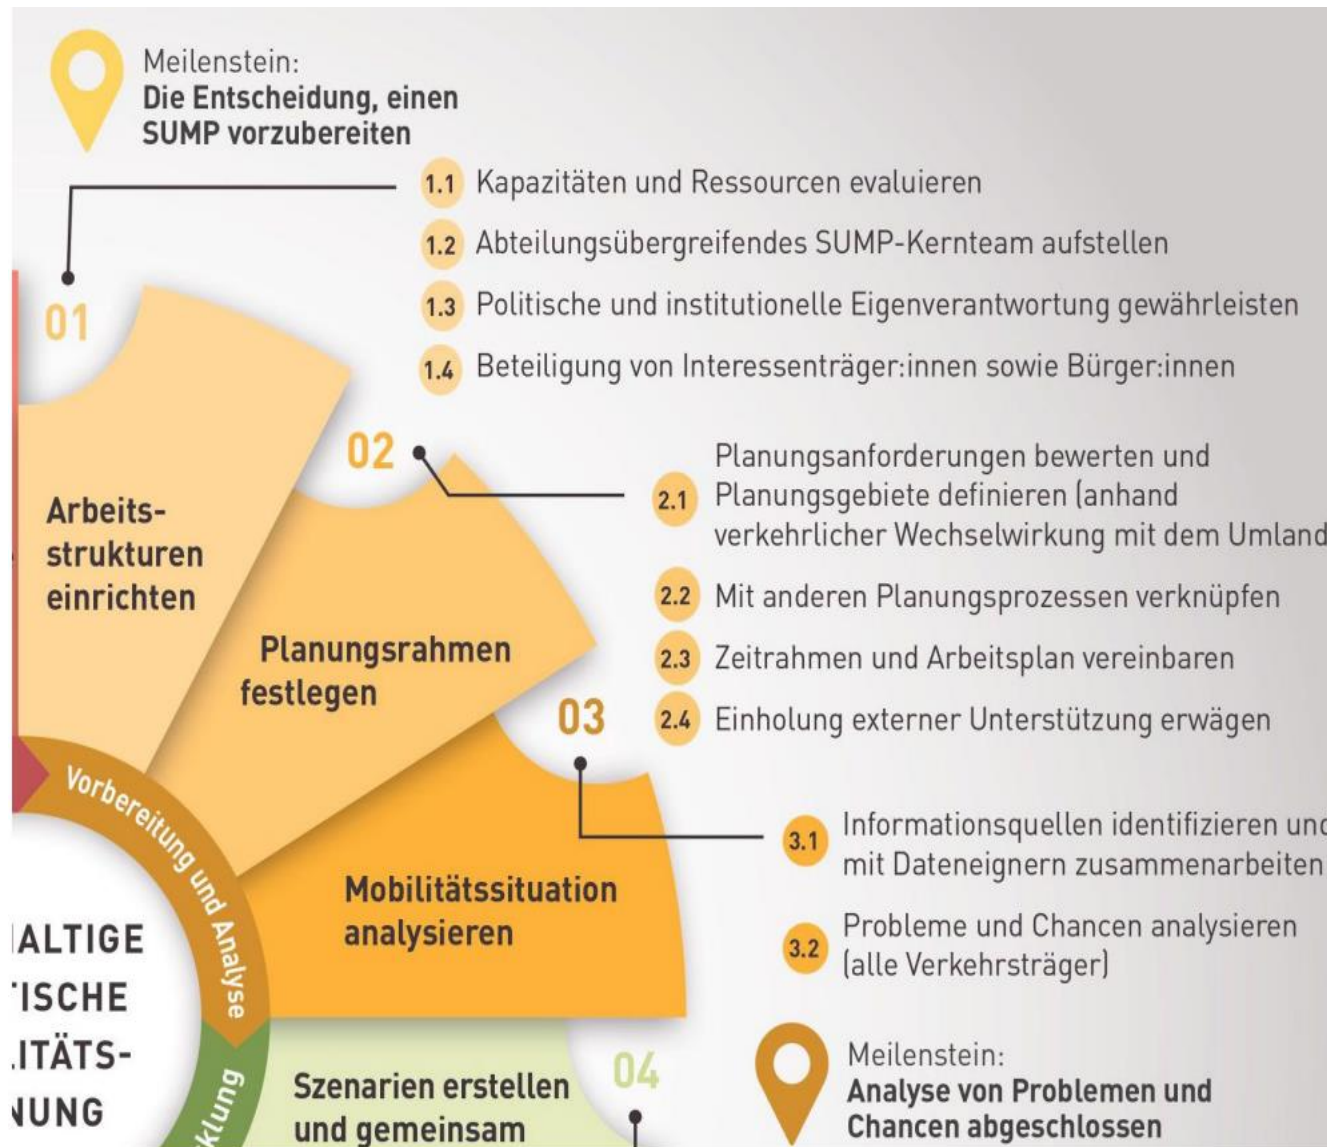 Meilenstein:
Die Entscheidung, einen
SUMP vorzubereiten
01
1.1 Kapazitäten und Ressourcen evaluieren
1.2 Abteilungsübergreifendes SUMP-Kernteam aufstellen
1.3 Politische und institutionelle Eigenverantwortung gewährleisten
1.4 Beteiligung von Interessenträger:innen sowie Bürger:innen
Arbeits-
strukturen
einrichten
02
2.1 Planungsanforderungen bewerten und
Planungsgebiete definieren (anhand
verkehrlicher Wechselwirkung mit dem Umland
2.2 Mit anderen Planungsprozessen verknüpfen
2.3 Zeitrahmen und Arbeitsplan vereinbaren
2.4 Einholung externer Unterstützung erwägen
Planungsrahmen
festlegen
03
3.1 Informationsquellen identifizieren und
mit Dateneignern zusammenarbeiten
3.2 Probleme und Chancen analysieren
(alle Verkehrsträger)
Mobilitätssituation
analysieren
Vorbereitung und Analyse
ALTIGE
TISCHE
ITÄTS-
NUNG
klung
04
Szenarien erstellen
und gemeinsam
Meilenstein:
Analyse von Problemen und
Chancen abgeschlossen